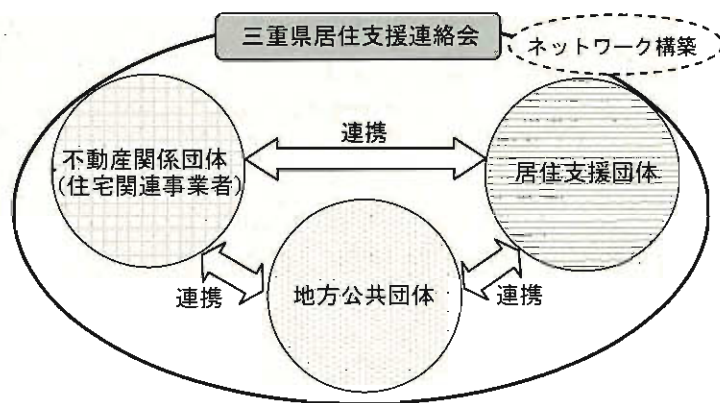 三重県居住支援連絡会
ネットワーク構築
連携
不動産関係団体
(住宅関連事業者)
居住支援団体
連携
地方公共団体
連携